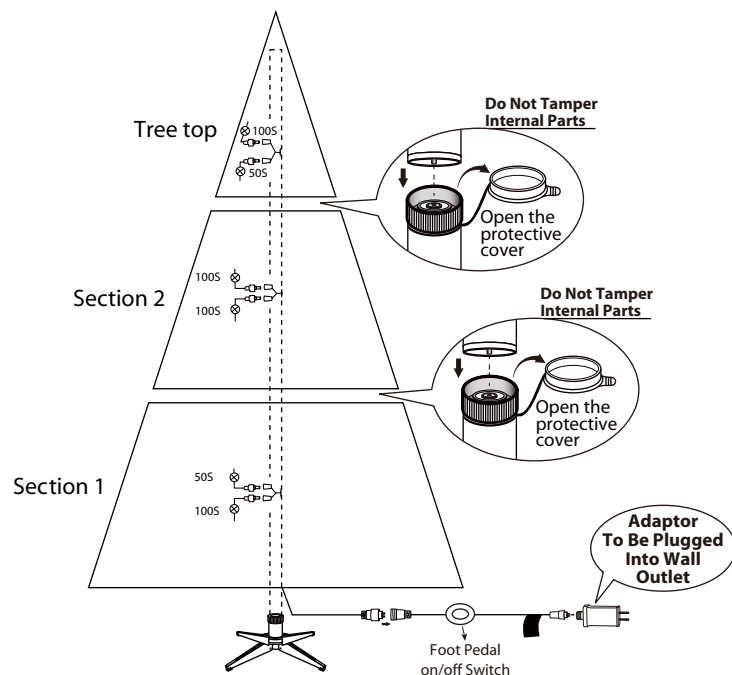 Do Not Tamper
Internal Parts
Tree top
100S
50S
Open the
protective
cover
Section 2
100S
100S
Do Not Tamper
Internal Parts
Open the
protective
cover
Section 1
50S
100S
Adaptor
To Be Plugged
Into Wall
Outlet
Foot Pedal
on/off Switch